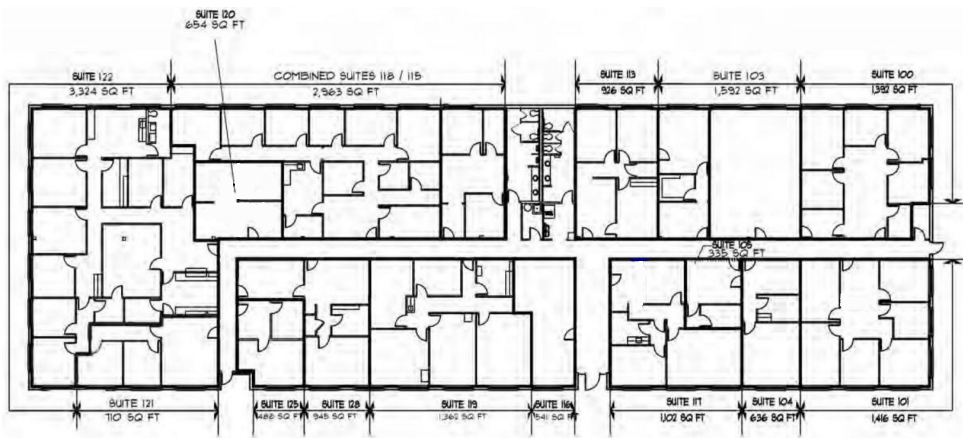 SUITE 120
654 SQ FT
SUITE 122
3,324 SQ FT
COMBINED SUITES 118 / 115
2,963 SQ FT
SUITE 113
926 SQ FT
SUITE 103
1,592 SQ FT
SUITE 100
1,392 SQ FT
SUITE 105
335 SQ FT
SUITE 121
710 SQ FT
SUITE 125
488 SQ FT
SUITE 128
545 SQ FT
SUITE 119
1,362 SQ FT
SUITE 116
541 SQ FT
SUITE 117
1,102 SQ FT
SUITE 104
636 SQ FT
SUITE 101
1,416 SQ FT